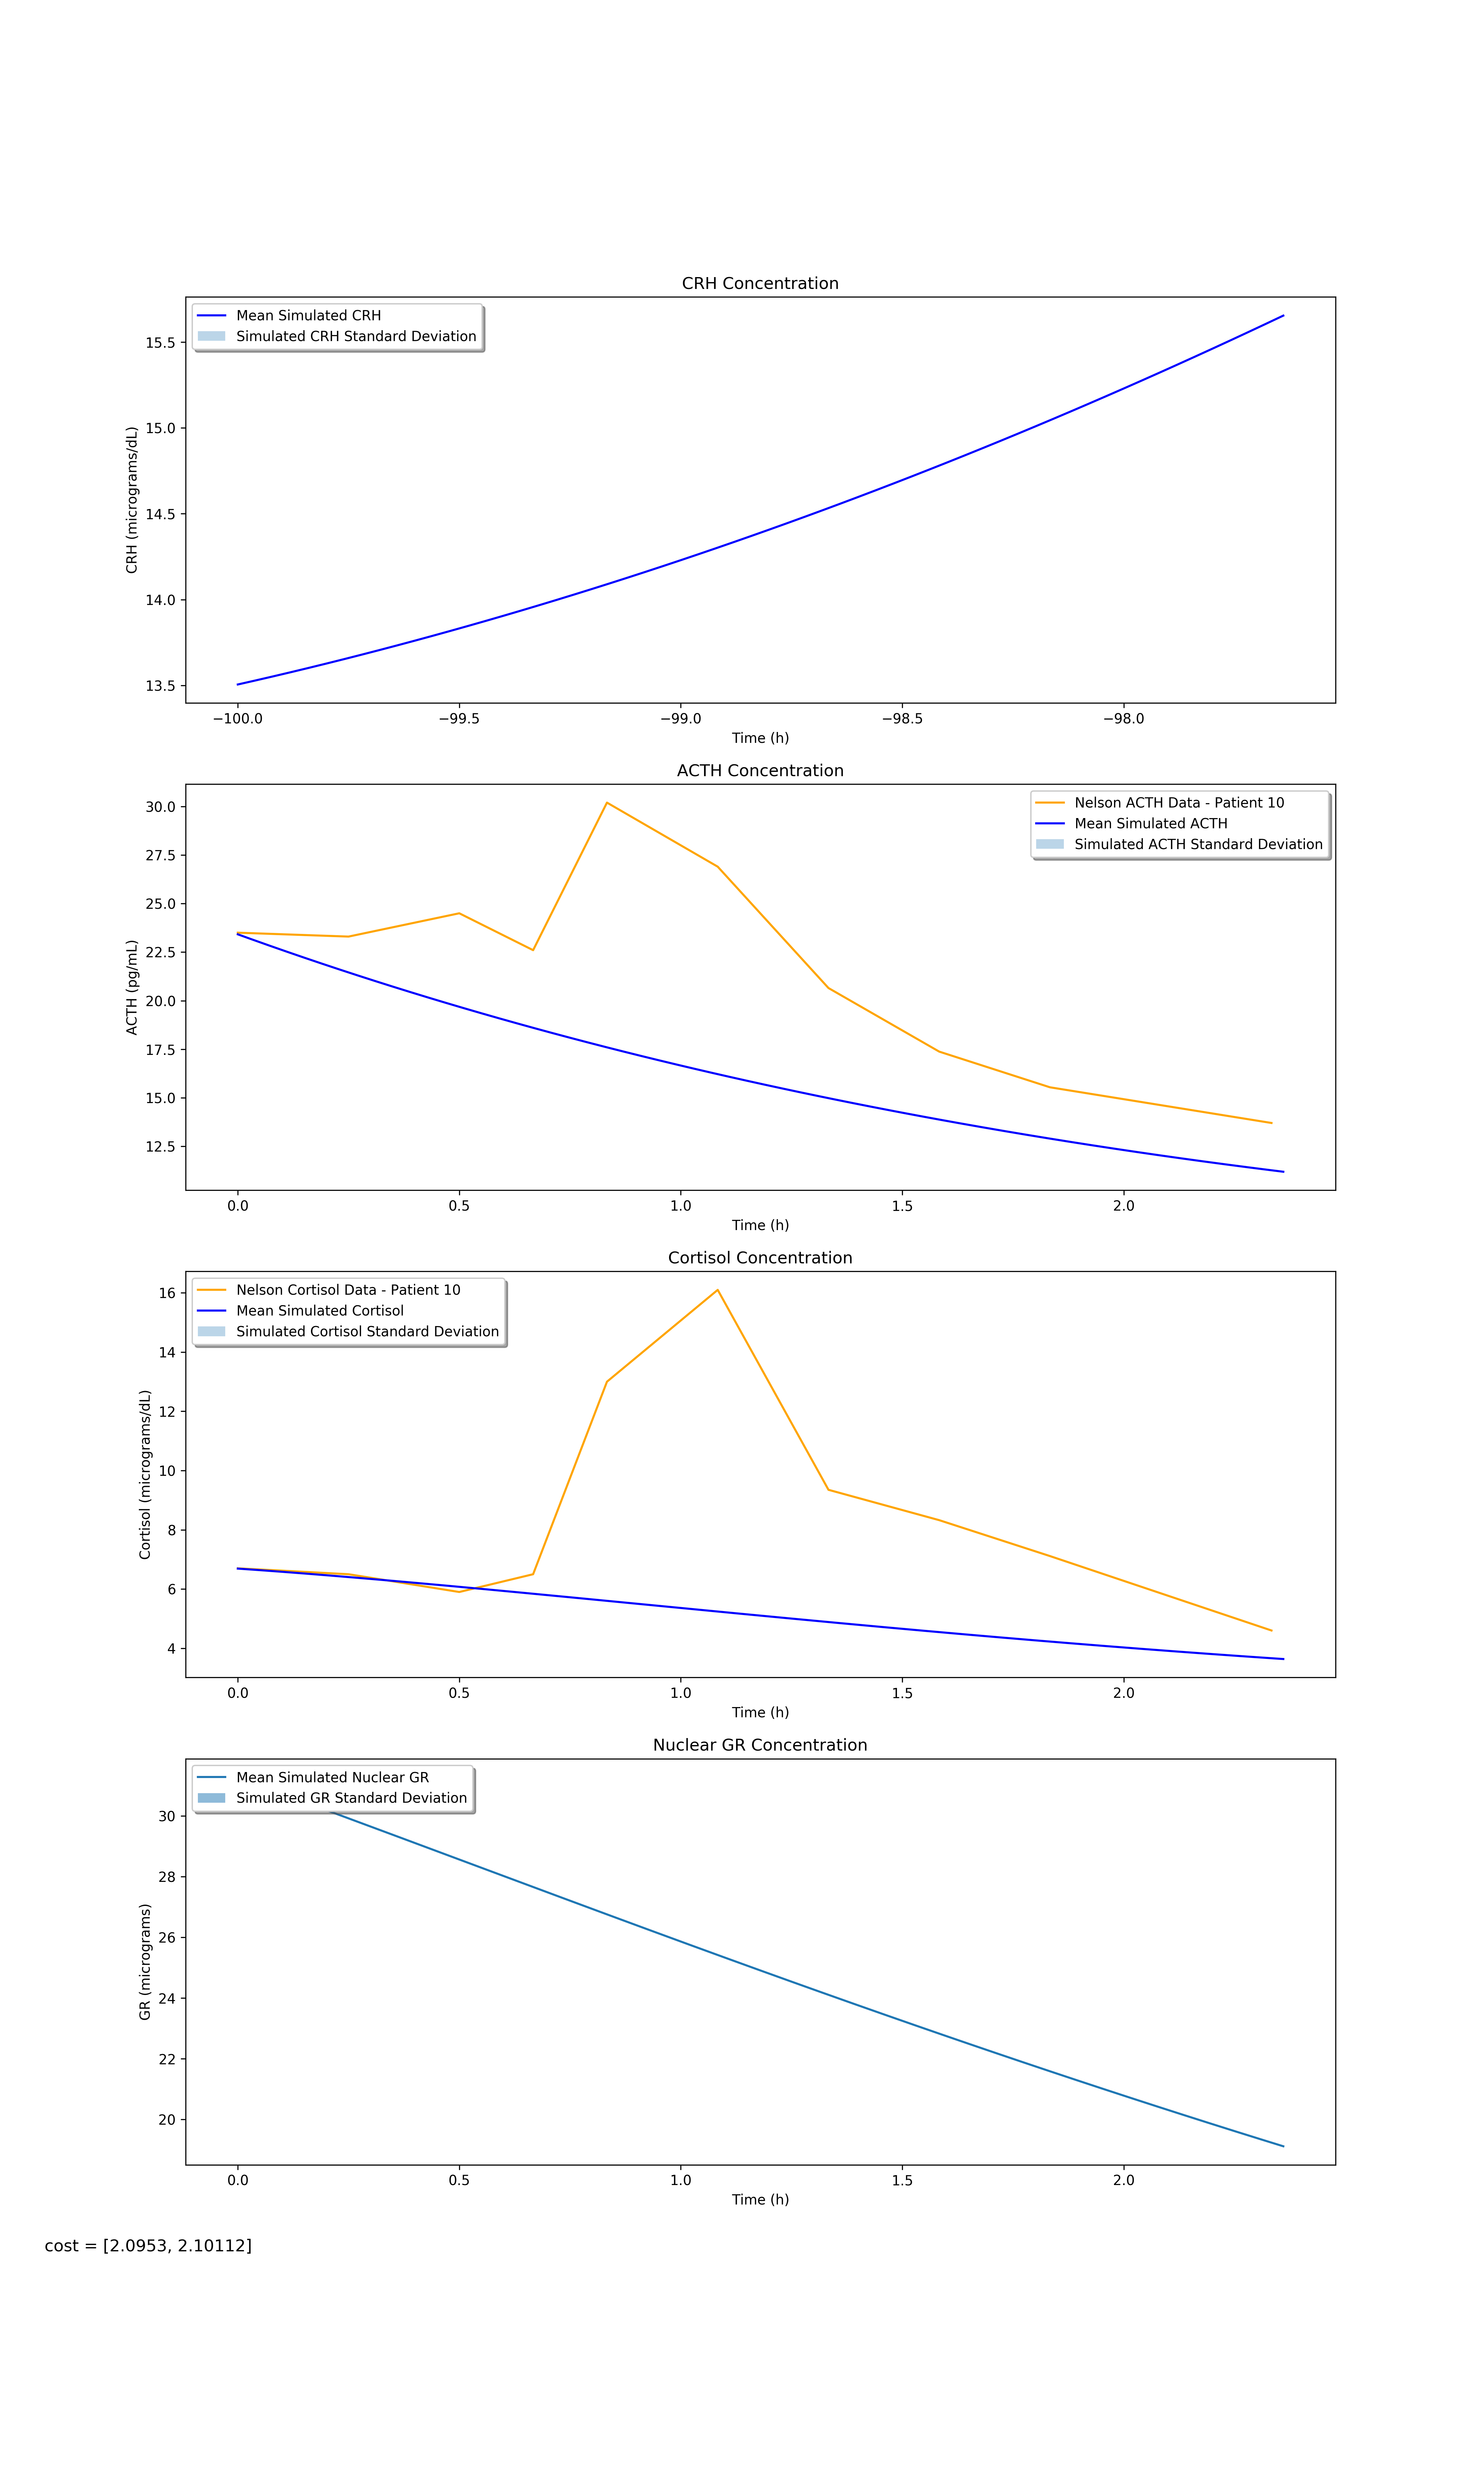 CRH Concentration
Mean Simulated CRH
Simulated CRH Standard Deviation
CRH (micrograms/dL)
15.5
15.0
14.5
14.0
13.5
−100.0 −99.5 −99.0 −98.5 −98.0
Time (h)
ACTH Concentration
Nelson ACTH Data - Patient 10
Mean Simulated ACTH
Simulated ACTH Standard Deviation
ACTH (pg/mL)
30.0
27.5
25.0
22.5
20.0
17.5
15.0
12.5
0.0 0.5 1.0 1.5 2.0
Time (h)
Cortisol Concentration
Nelson Cortisol Data - Patient 10
Mean Simulated Cortisol
Simulated Cortisol Standard Deviation
Cortisol (micrograms/dL)
16
14
12
10
8
6
4
0.0 0.5 1.0 1.5 2.0
Time (h)
Nuclear GR Concentration
Mean Simulated Nuclear GR
Simulated GR Standard Deviation
GR (micrograms)
30
28
26
24
22
20
0.0 0.5 1.0 1.5 2.0
Time (h)
cost = [2.0953, 2.10112]